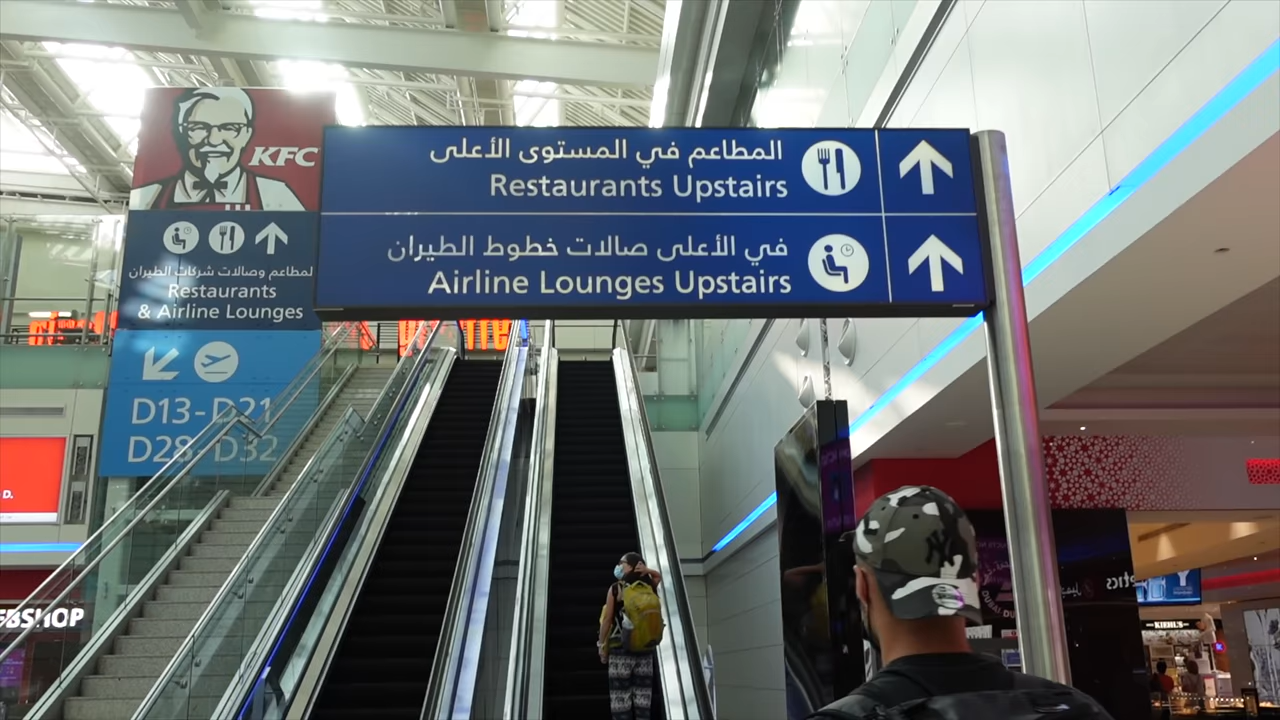 KFC
لمطاعم وصالات شركات الطيران
Restaurants
& Airline Lounges
D13-D21
D28-D32
المطاعم في المستوى الأعلى
Restaurants Upstairs
في الأعلى صالات خطوط الطيران
Airline Lounges Upstairs
D.
EBSHOP
NY
KIEHL'S